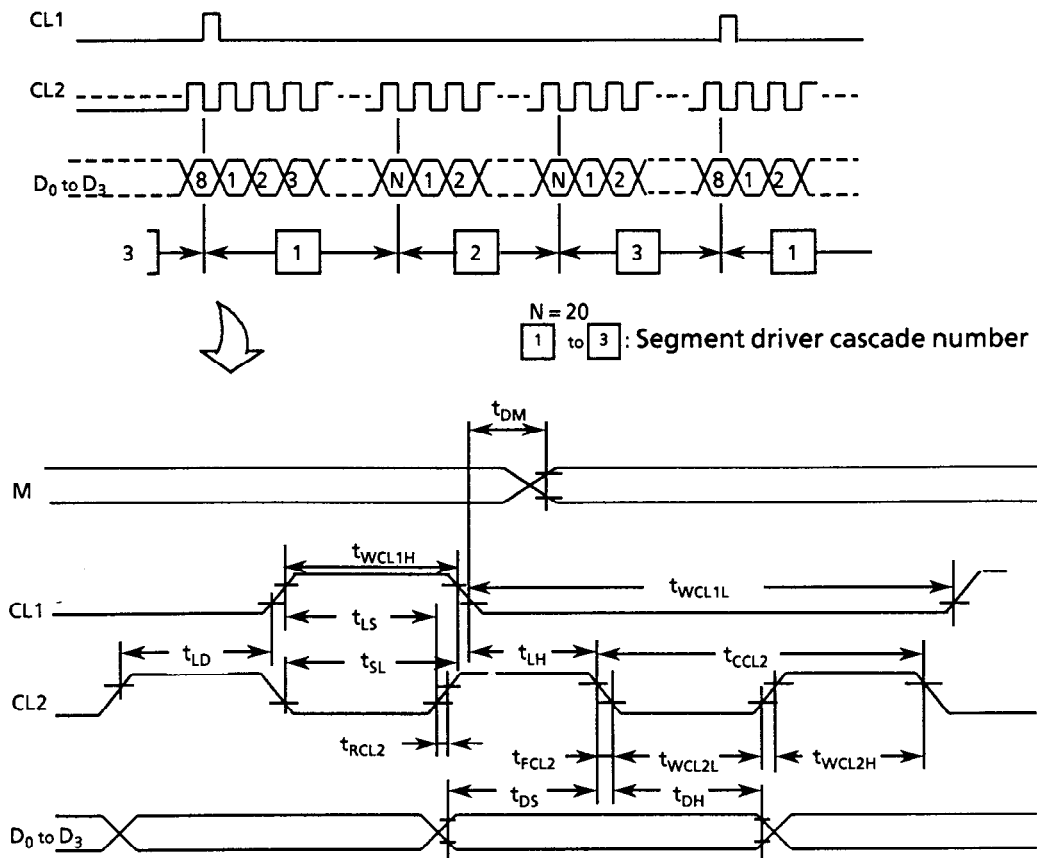 CL1
CL2
D0 to D3
8 1 2 3 N 1 2 N 1 2 8 1 2
3 1 2 3 1
N = 20
1 to 3 : Segment driver cascade number
tDM
M
tWCL1H
tWCL1L
CL1
tLS
tLD
tSL
tLH
tCCL2
CL2
tRCL2
tFCL2
tWCL2L
tWCL2H
tDS
tDH
D0 to D3